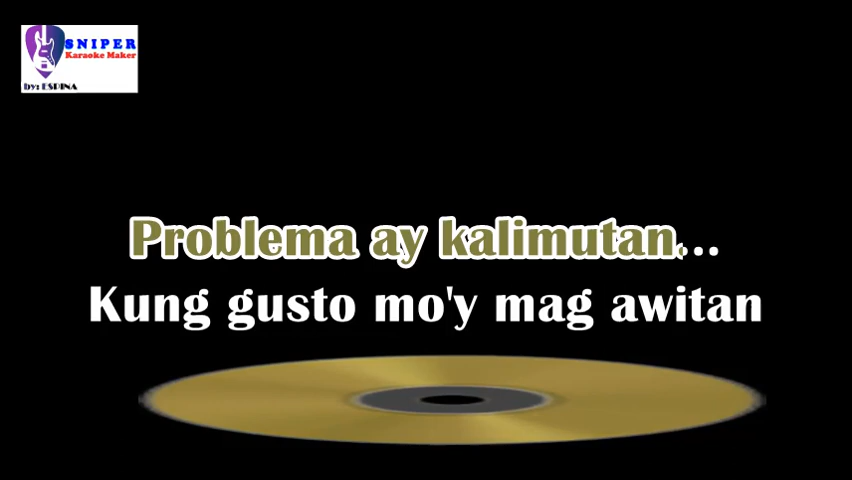 SNIPER
Karaoke Maker
by: ESPINA
Problema ay kalimutan...
Kung gusto mo'y mag awitan